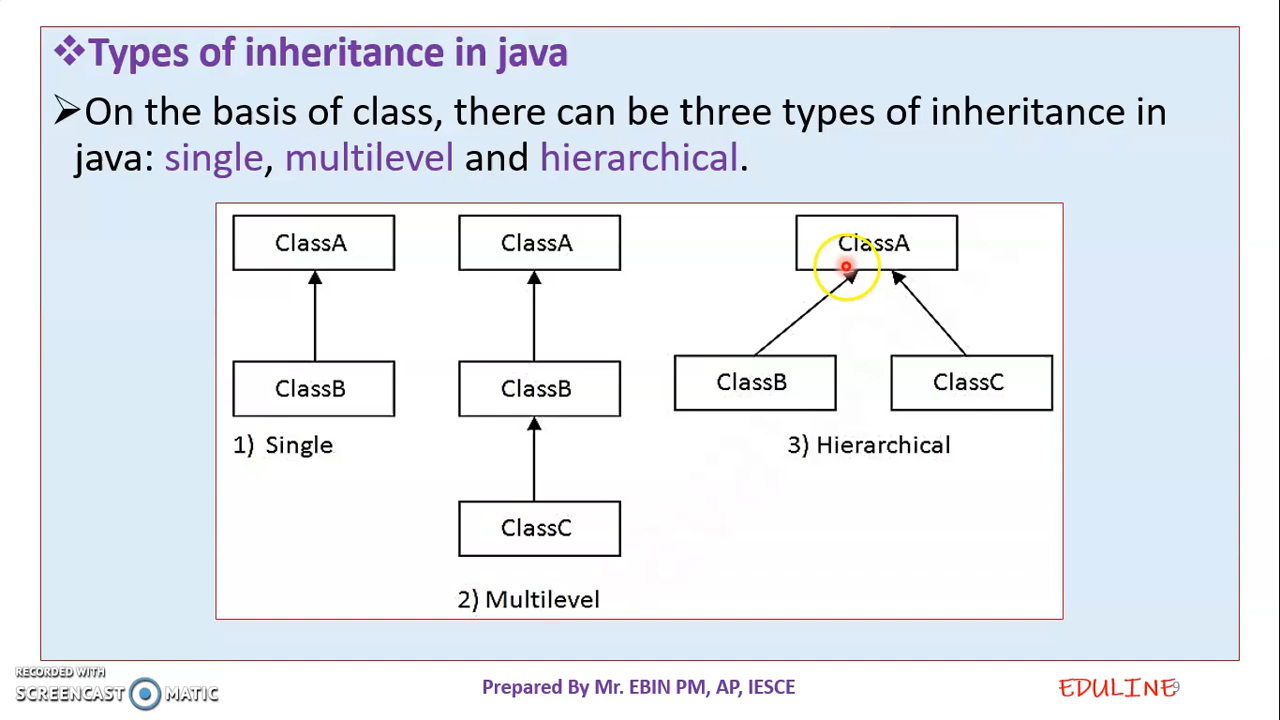 ❖Types of inheritance in java
➢On the basis of class, there can be three types of inheritance in
java: single, multilevel and hierarchical.
ClassA ClassA ClassA
ClassB ClassB ClassB ClassC
1) Single 3) Hierarchical
ClassC
2) Multilevel
RECORDED WITH
SCREENCAST MATIC
Prepared By Mr. EBIN PM, AP, IESCE
EDULINE 9